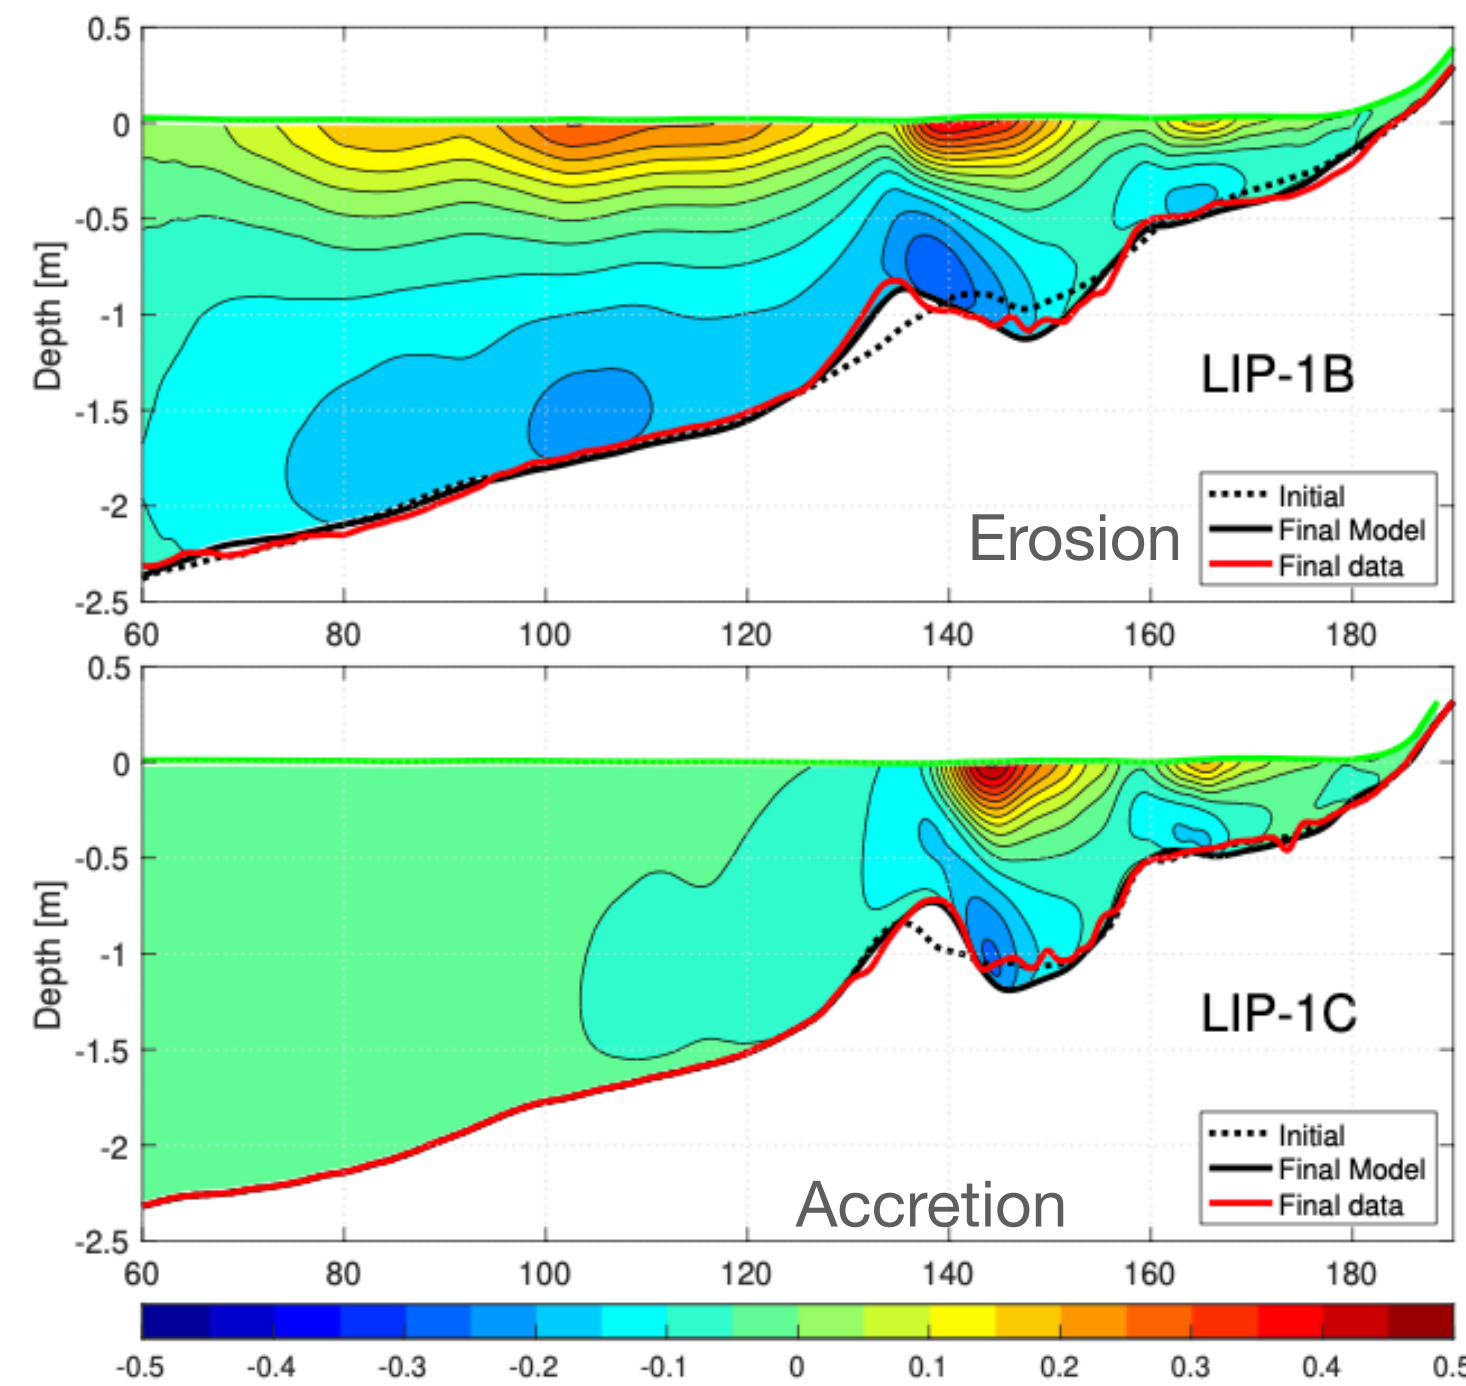 0.5
0
-0.5
-1
-1.5
-2
-2.5
Depth [m]
LIP-1B
Erosion
Initial
Final Model
Final data
60 80 100 120 140 160 180
0.5
0
-0.5
-1
-1.5
-2
-2.5
Depth [m]
LIP-1C
Accretion
Initial
Final Model
Final data
60 80 100 120 140 160 180
-0.5 -0.4 -0.3 -0.2 -0.1 0 0.1 0.2 0.3 0.4 0.5